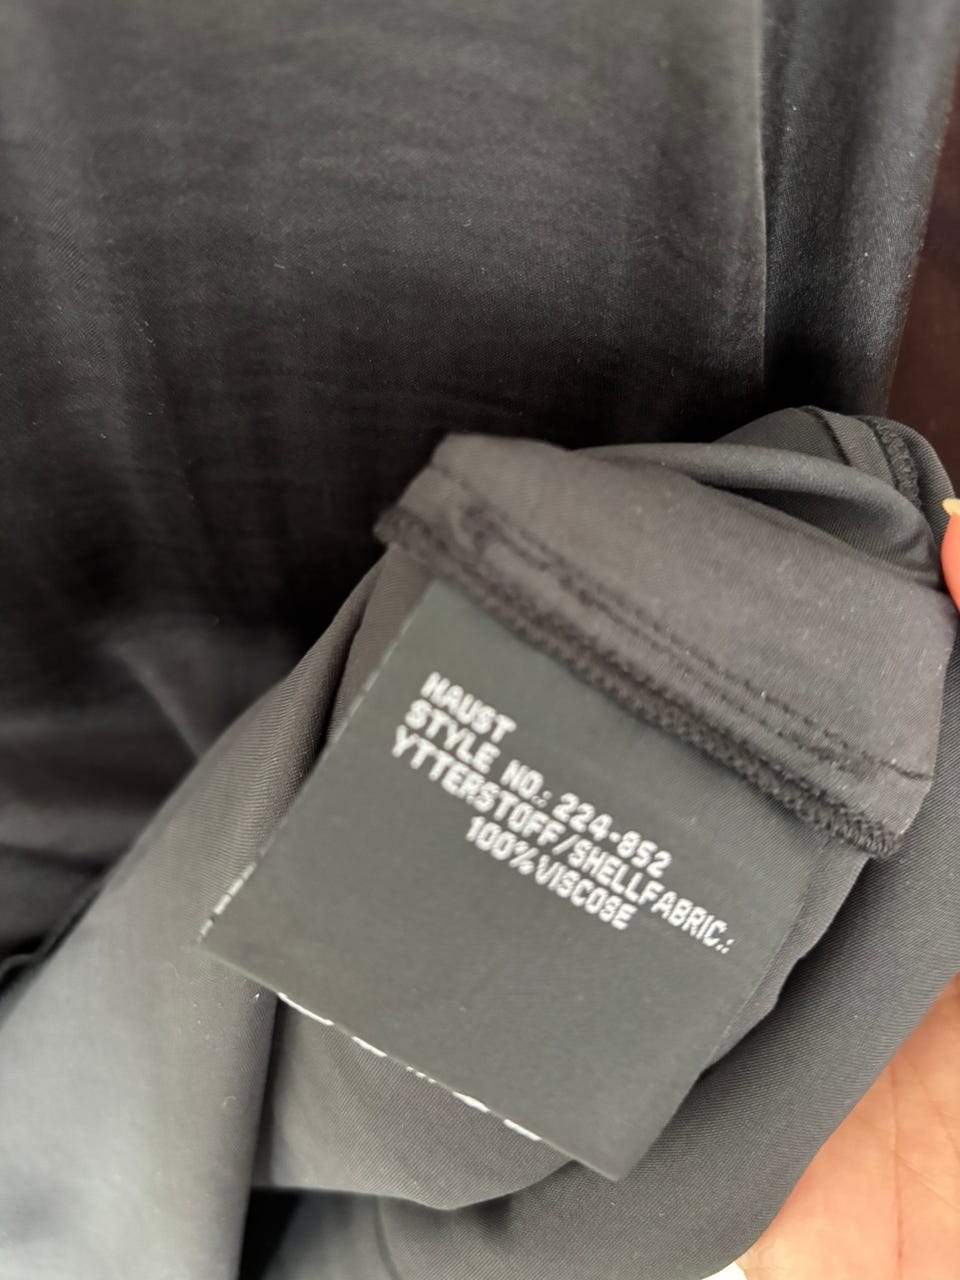 HAUST
STYLE NO.: 224-852
YTTERSTOFF/SHELLFABRIC.:
100%VISCOSE